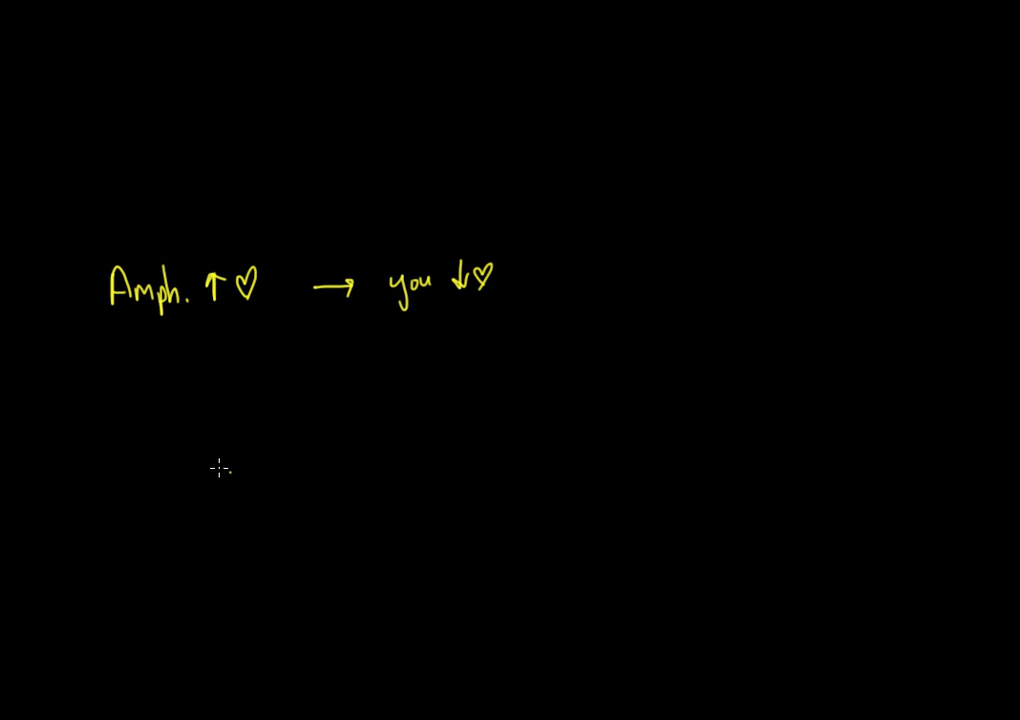 Amph. ↑ ♡ → you ↓ ♡